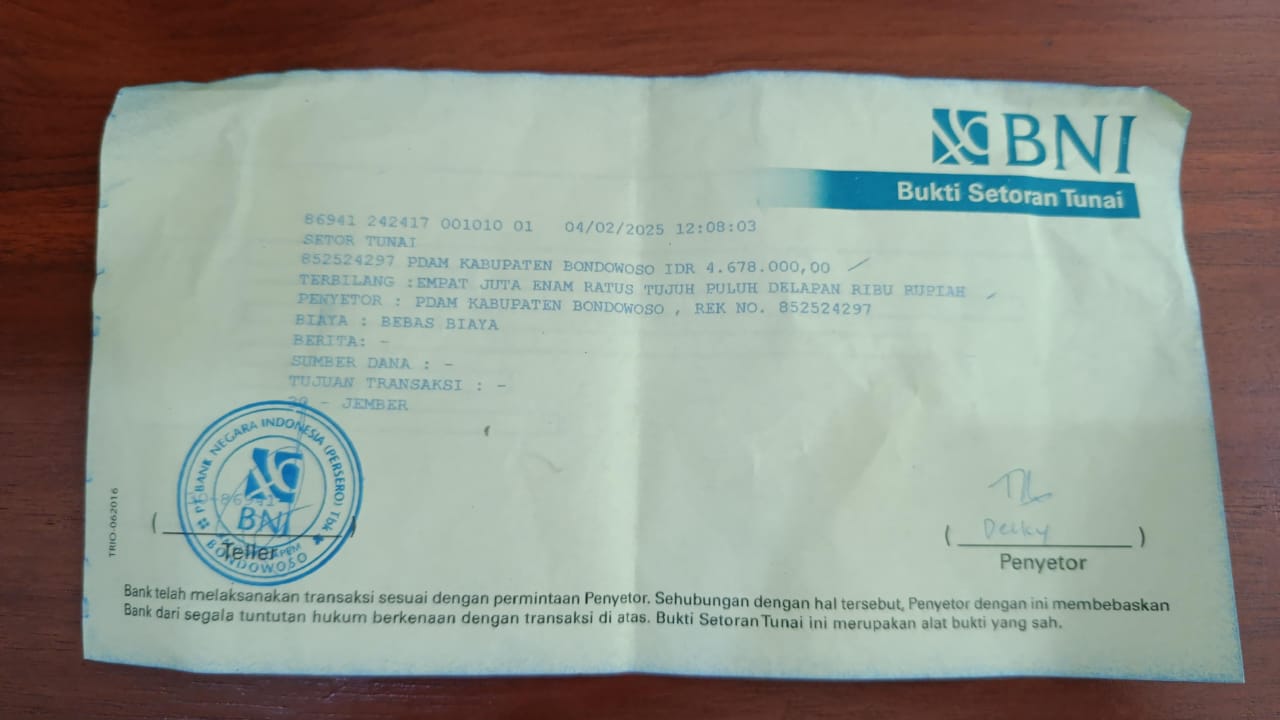 BNI
Bukti Setoran Tunai
86941 242417 001010 01 04/02/2025 12:08:03
SETOR TUNAI
852524297 PDAM KABUPATEN BONDOWOSO IDR 4.678.000,00
TERBILANG :EMPAT JUTA ENAM RATUS TUJUH PULUH DELAPAN RIBU RUPIAH
PENYETOR : PDAM KABUPATEN BONDOWOSO , REK NO. 852524297
BIAYA : BEBAS BIAYA
BERITA: -
SUMBER DANA : -
TUJUAN TRANSAKSI : -
- JEMBER
PT BANK NEGARA INDONESIA (PERSERO) Tbk
BNI
BONDOWOSO
86941
( )
Teller
( )
Penyetor
TRIO-062016
Bank telah melaksanakan transaksi sesuai dengan permintaan Penyetor. Sehubungan dengan hal tersebut, Penyetor dengan ini membebaskan
Bank dari segala tuntutan hukum berkenaan dengan transaksi di atas. Bukti Setoran Tunai ini merupakan alat bukti yang sah.